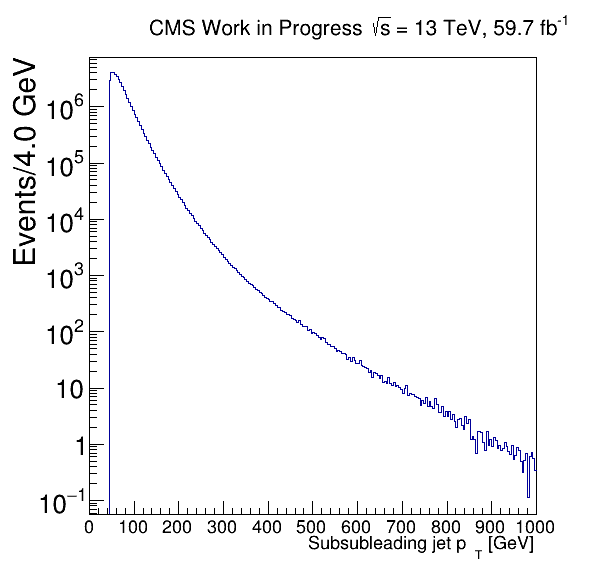 CMS Work in Progress √s = 13 TeV, 59.7 fb⁻¹
Events/4.0 GeV
10⁶
10⁵
10⁴
10³
10²
10
1
10⁻¹
0 100 200 300 400 500 600 700 800 900 1000
Subsubleading jet p_T [GeV]